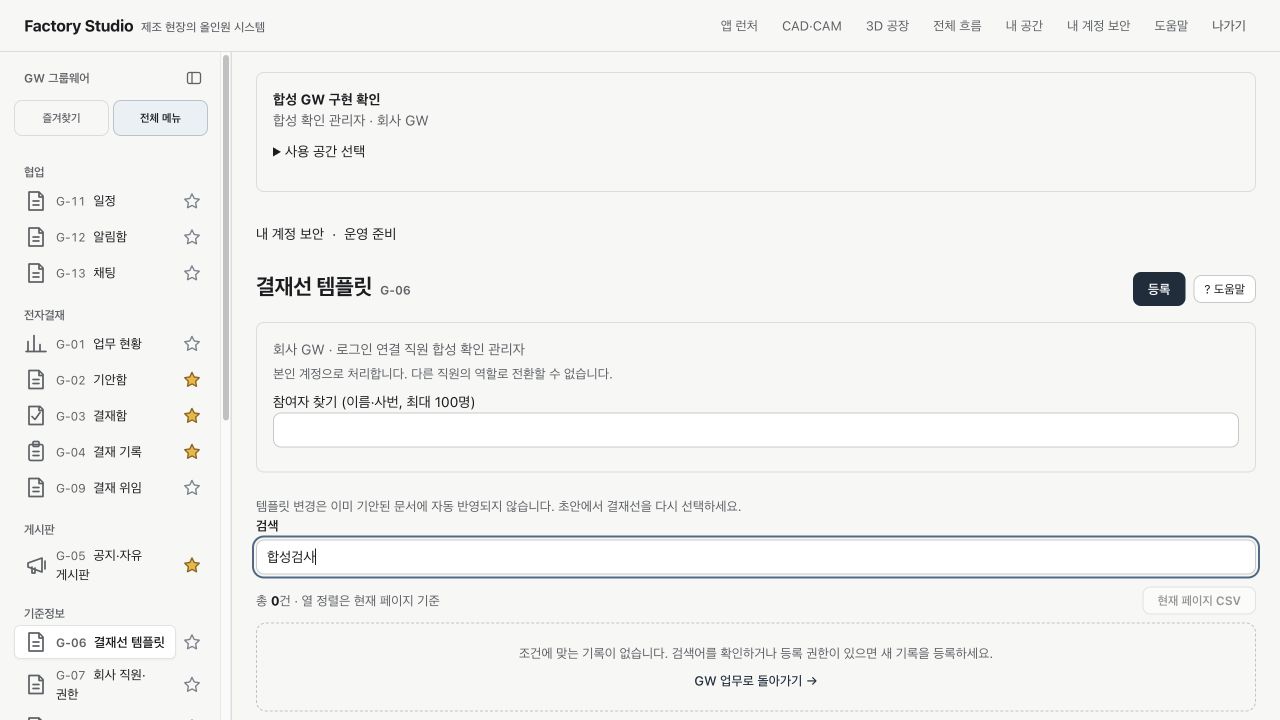 Factory Studio 제조 현장의 올인원 시스템
앱 런처 CAD·CAM 3D 공장 전체 흐름 내 공간 내 계정 보안 도움말 나가기
GW 그룹웨어
즐겨찾기 전체 메뉴
협업
G-11 일정
G-12 알림함
G-13 채팅
전자결재
G-01 업무 현황
G-02 기안함
G-03 결재함
G-04 결재 기록
G-09 결재 위임
게시판
G-05 공지·자유
게시판
기준정보
G-06 결재선 템플릿
G-07 회사 직원·
권한
합성 GW 구현 확인
합성 확인 관리자 · 회사 GW
▶ 사용 공간 선택
내 계정 보안 · 운영 준비
결재선 템플릿 G-06
등록 ? 도움말
회사 GW · 로그인 연결 직원 합성 확인 관리자
본인 계정으로 처리합니다. 다른 직원의 역할로 전환할 수 없습니다.
참여자 찾기 (이름·사번, 최대 100명)
템플릿 변경은 이미 기안된 문서에 자동 반영되지 않습니다. 초안에서 결재선을 다시 선택하세요.
검색
합성검사
총 0건 · 열 정렬은 현재 페이지 기준
현재 페이지 CSV
조건에 맞는 기록이 없습니다. 검색어를 확인하거나 등록 권한이 있으면 새 기록을 등록하세요.
GW 업무로 돌아가기 →